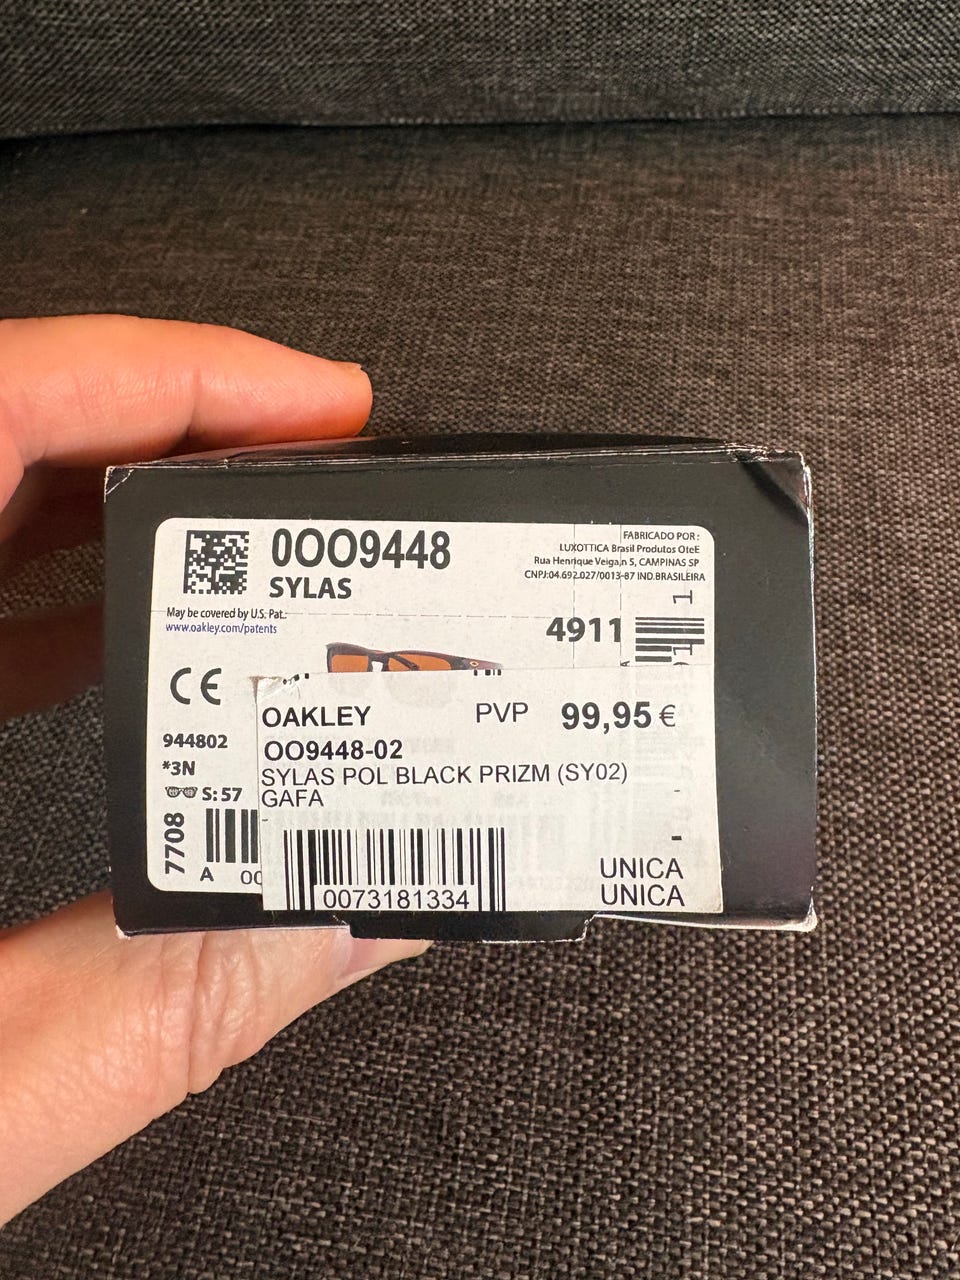 0OO9448
SYLAS
FABRICADO POR:
LUXOTTICA Brasil Produtos OteE
Rua Henrique Veiga,n 5, CAMPINAS SP
CNPJ:04.692.027/0013-87 IND.BRASILEIRA
May be covered by U.S. Pat.:
www.oakley.com/patents
4911
1
CE
944802
*3N
S: 57
7708
A
OAKLEY PVP 99,95 €
OO9448-02
SYLAS POL BLACK PRIZM (SY02)
GAFA
-
-
0073181334
UNICA
UNICA